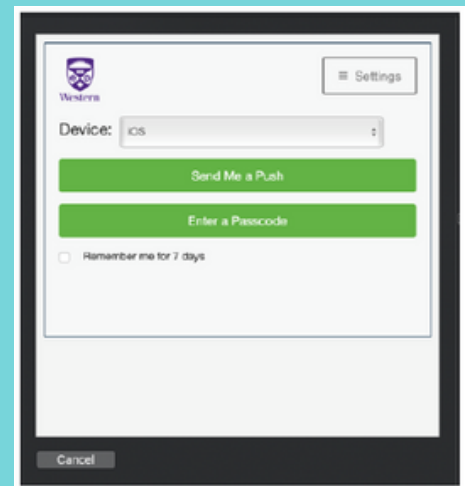 Western
≡ Settings
Device: iOS
Send Me a Push
Enter a Passcode
Remember me for 7 days
Cancel